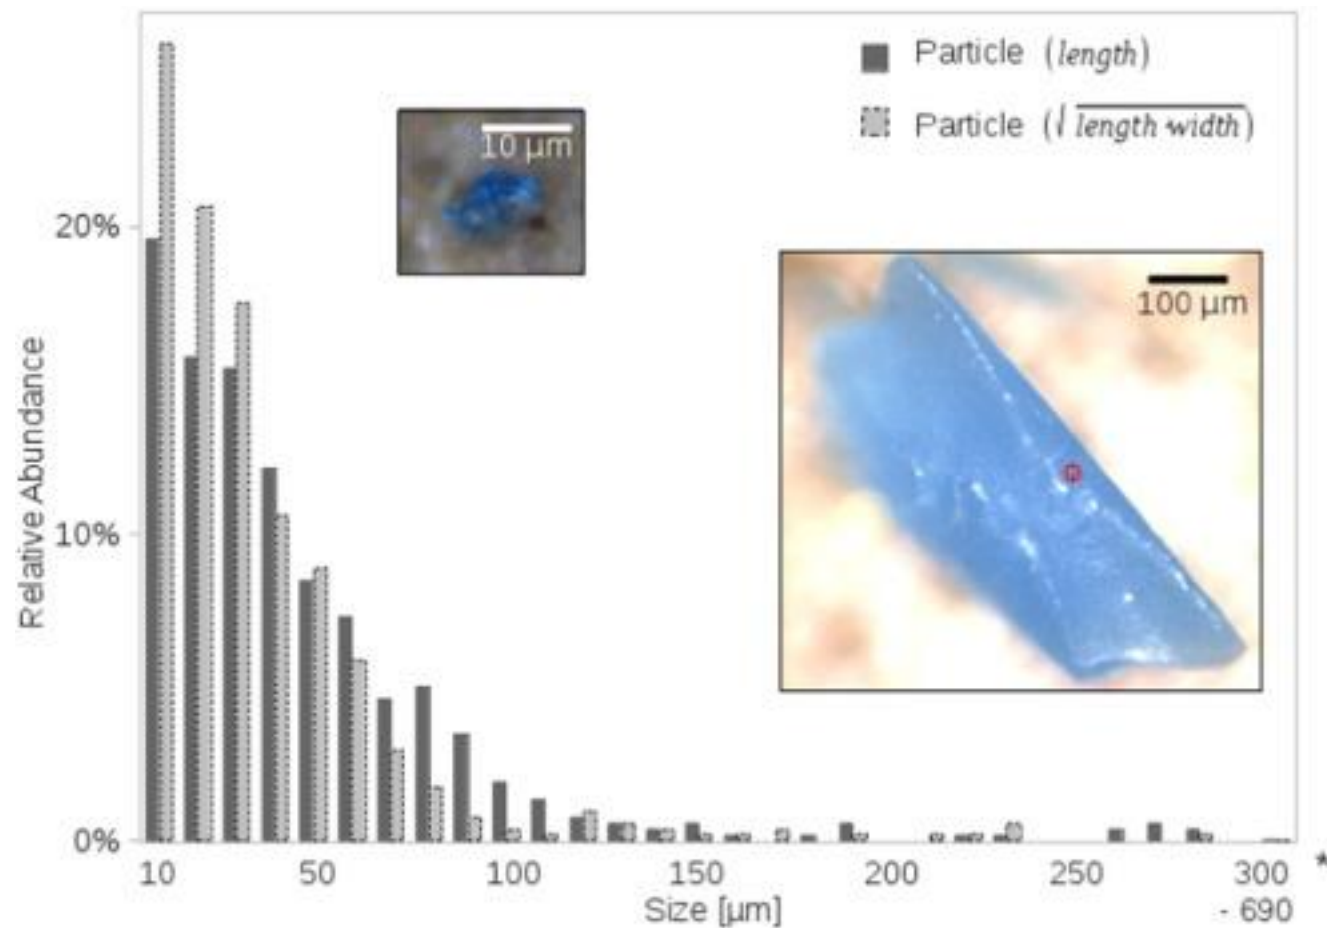 Particle (length)
Particle (√length·width)
10 µm
100 µm
20%
10%
0%
Relative Abundance
10 50 100 150 200 250 300 *
- 690
Size [µm]